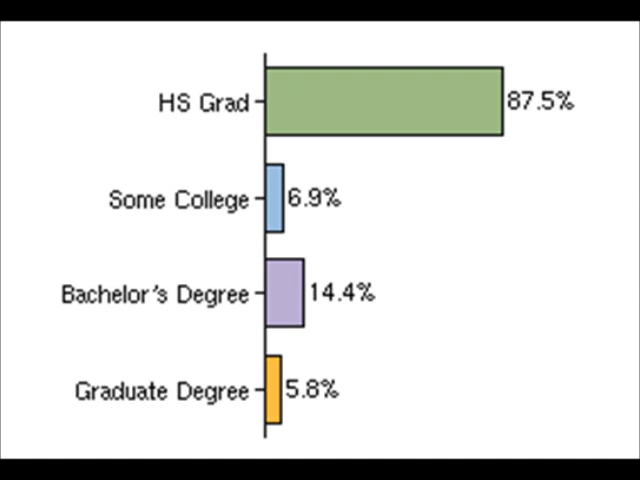 HS Grad 87.5%
Some College 6.9%
Bachelor's Degree 14.4%
Graduate Degree 5.8%